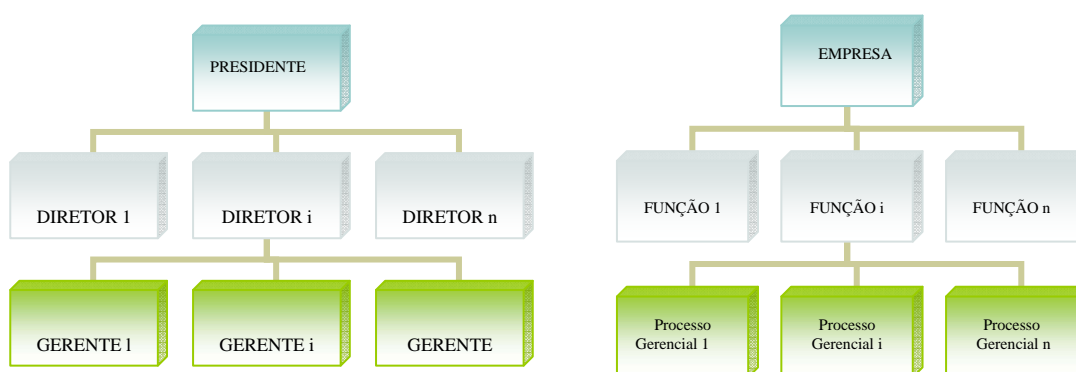 PRESIDENTE
DIRETOR 1
DIRETOR i
DIRETOR n
GERENTE 1
GERENTE i
GERENTE
EMPRESA
FUNÇÃO 1
FUNÇÃO i
FUNÇÃO n
Processo
Gerencial 1
Processo
Gerencial i
Processo
Gerencial n